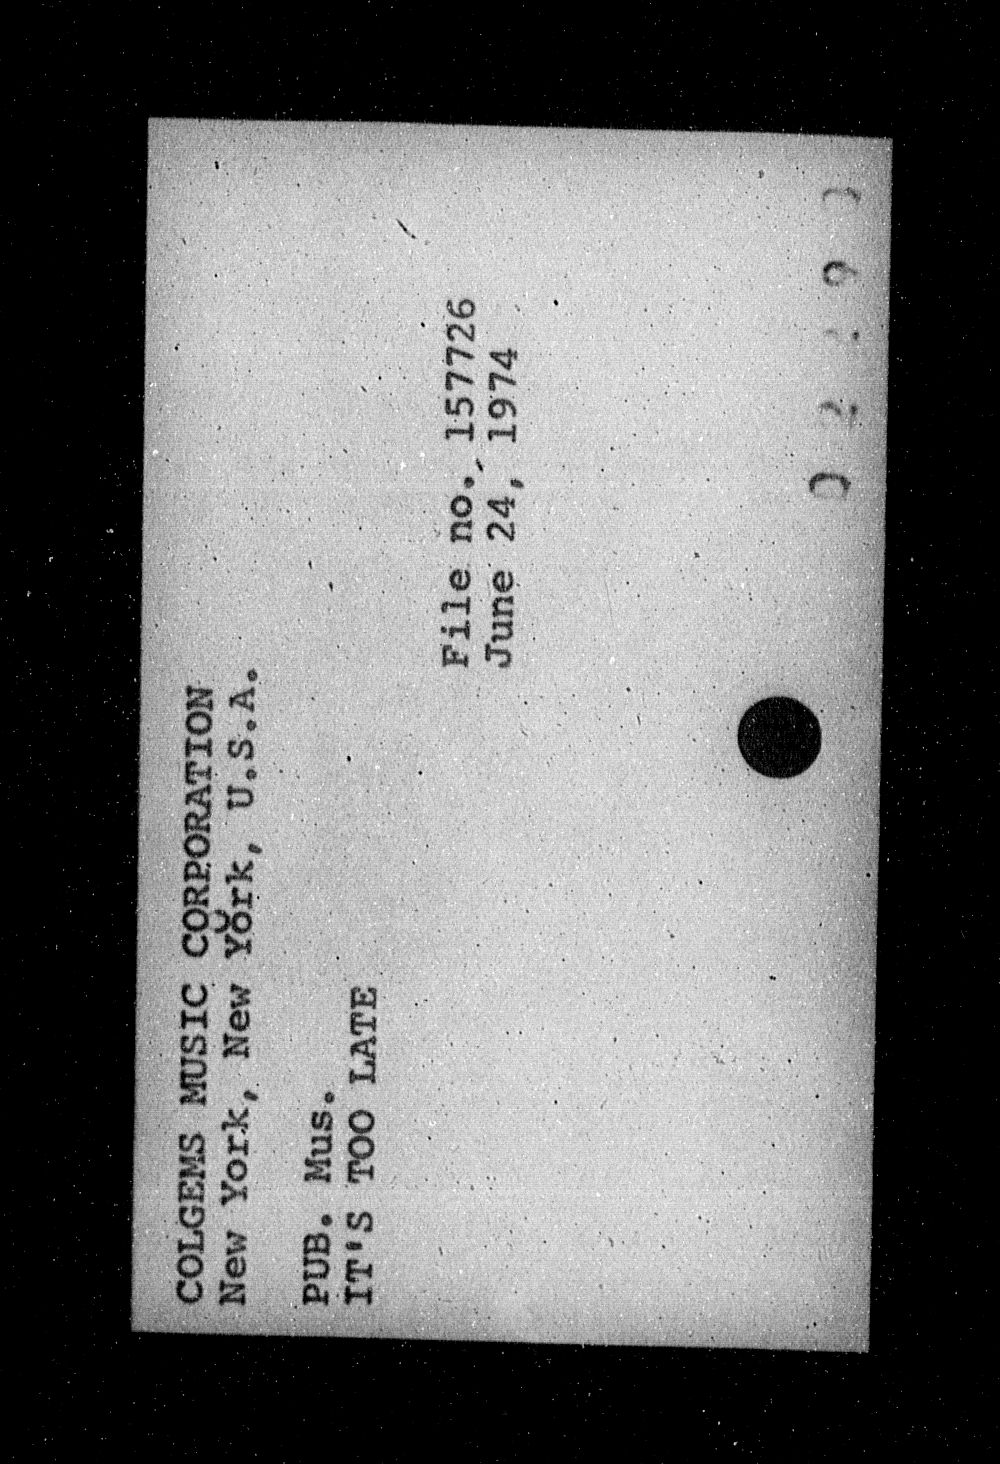 COLGEMS MUSIC CORPORATION
New York, New York, U.S.A.
PUB. Mus.
IT'S TOO LATE
File no. 157726
June 24, 1974